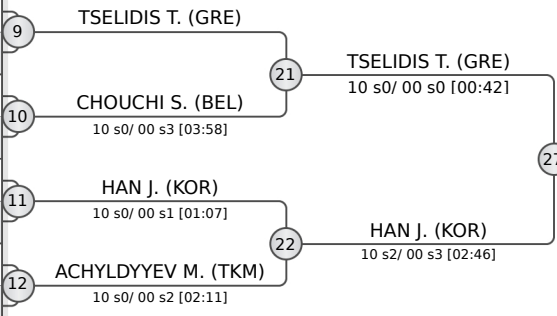 TSELIDIS T. (GRE)
9
21
TSELIDIS T. (GRE)
10 s0/ 00 s0 [00:42]
CHOUCHI S. (BEL)
10
10 s0/ 00 s3 [03:58]
27
HAN J. (KOR)
11
10 s0/ 00 s1 [01:07]
22
HAN J. (KOR)
10 s2/ 00 s3 [02:46]
ACHYLDYYEV M. (TKM)
12
10 s0/ 00 s2 [02:11]